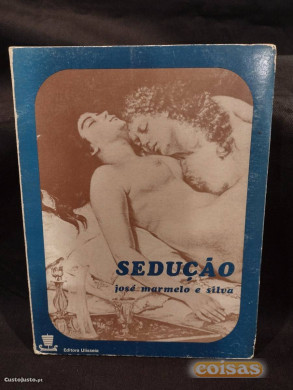 SEDUÇÃO
josé marmelo e silva
Editora Ulisseia
CustoJusto.pt
coisas